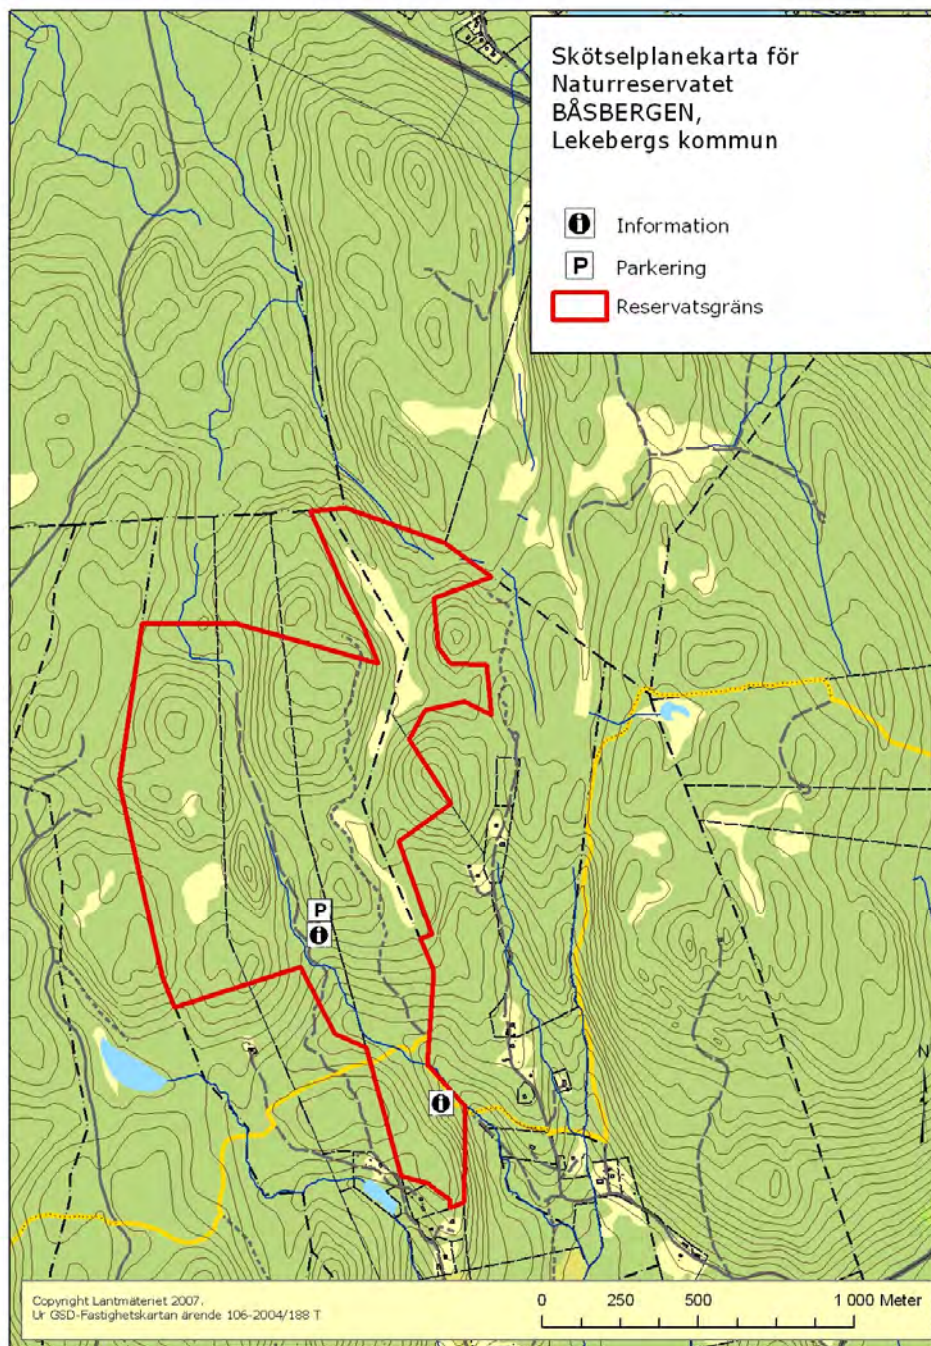 Skötselplanekarta för
Naturreservatet
BÅSBERGEN,
Lekebergs kommun
Information
P Parkering
Reservatsgräns
P
N
Copyright Lantmäteriet 2007.
Ur GSD-Fastighetskartan ärende 106-2004/188 T
0 250 500 1 000 Meter